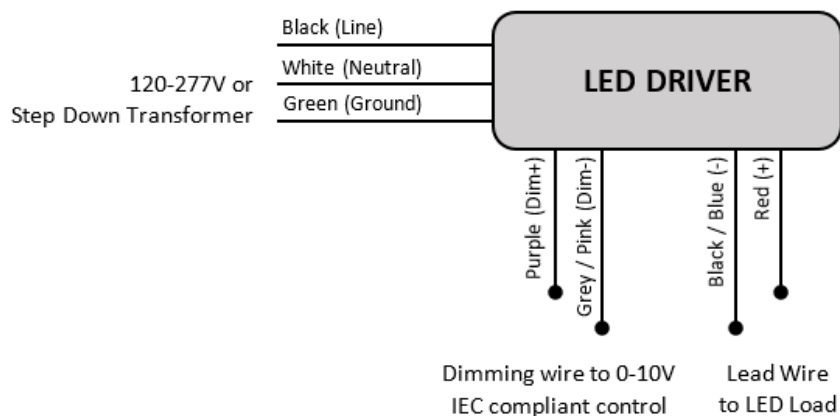 Black (Line)
White (Neutral)
Green (Ground)
120-277V or
Step Down Transformer
LED DRIVER
Purple (Dim+)
Grey / Pink (Dim-)
Black / Blue (-)
Red (+)
Dimming wire to 0-10V
IEC compliant control
Lead Wire
to LED Load